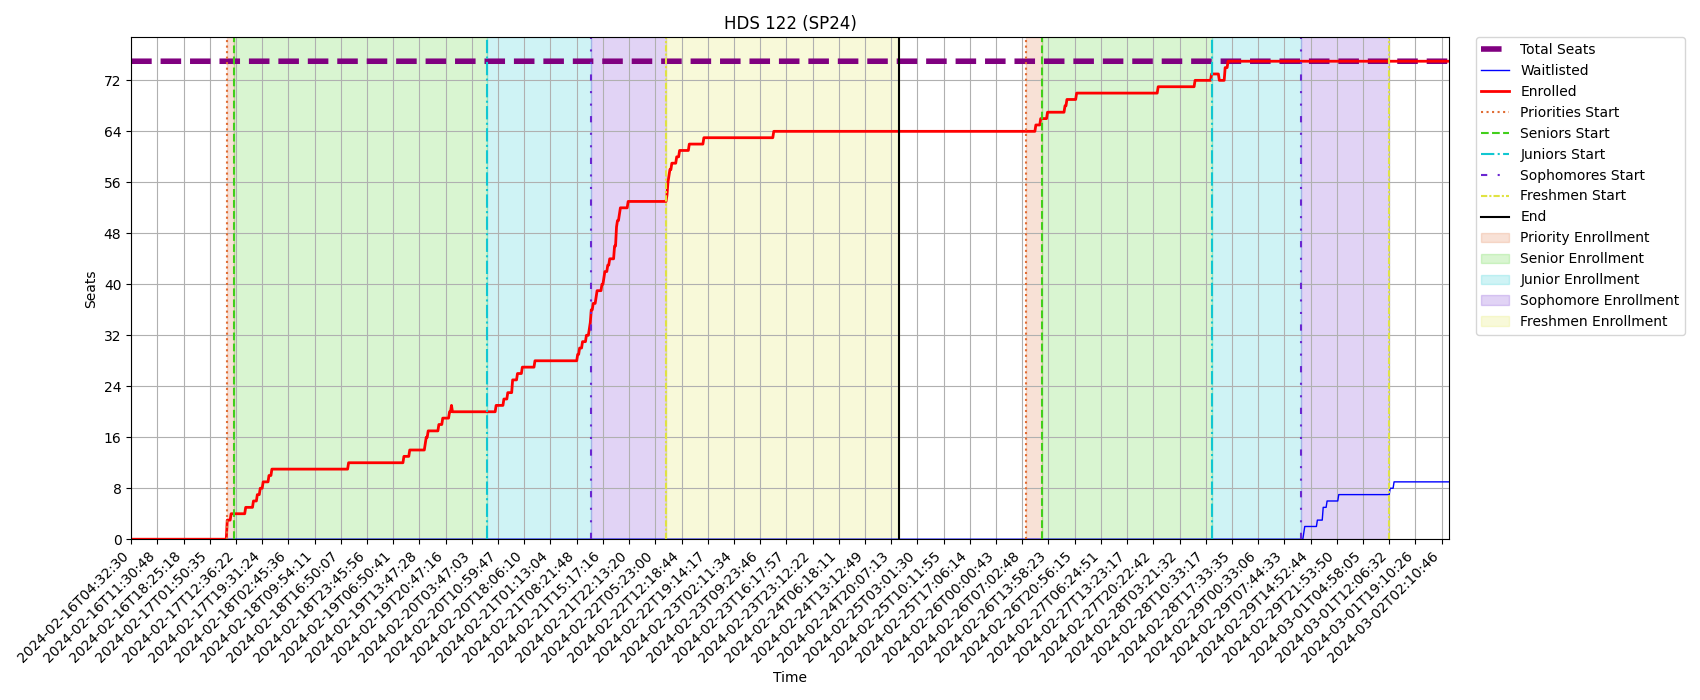 HDS 122 (SP24)
72
64
56
48
40
32
24
16
8
0
Seats
2024-02-16T04:32:30
2024-02-16T11:30:48
2024-02-16T18:25:18
2024-02-17T01:50:35
2024-02-17T12:36:22
2024-02-17T19:31:24
2024-02-18T02:45:36
2024-02-18T09:54:11
2024-02-18T16:50:07
2024-02-18T23:45:56
2024-02-19T06:50:41
2024-02-19T13:47:28
2024-02-19T20:47:16
2024-02-20T03:47:03
2024-02-20T10:59:47
2024-02-20T18:06:10
2024-02-21T01:13:04
2024-02-21T08:21:48
2024-02-21T15:17:16
2024-02-21T22:13:20
2024-02-22T05:23:00
2024-02-22T12:18:44
2024-02-22T19:14:17
2024-02-23T02:11:34
2024-02-23T09:23:46
2024-02-23T16:17:57
2024-02-23T23:12:22
2024-02-24T06:18:11
2024-02-24T13:12:49
2024-02-24T20:07:13
2024-02-25T03:01:30
2024-02-25T10:11:55
2024-02-25T17:06:14
2024-02-26T00:00:43
2024-02-26T07:02:48
2024-02-26T13:58:23
2024-02-26T20:56:15
2024-02-27T06:24:51
2024-02-27T13:23:17
2024-02-27T20:22:42
2024-02-28T03:21:32
2024-02-28T10:33:17
2024-02-28T17:33:35
2024-02-29T00:33:06
2024-02-29T07:44:33
2024-02-29T14:52:44
2024-02-29T21:53:50
2024-03-01T04:58:05
2024-03-01T12:06:32
2024-03-01T19:10:26
2024-03-02T02:10:46
Time
Total Seats
Waitlisted
Enrolled
Priorities Start
Seniors Start
Juniors Start
Sophomores Start
Freshmen Start
End
Priority Enrollment
Senior Enrollment
Junior Enrollment
Sophomore Enrollment
Freshmen Enrollment